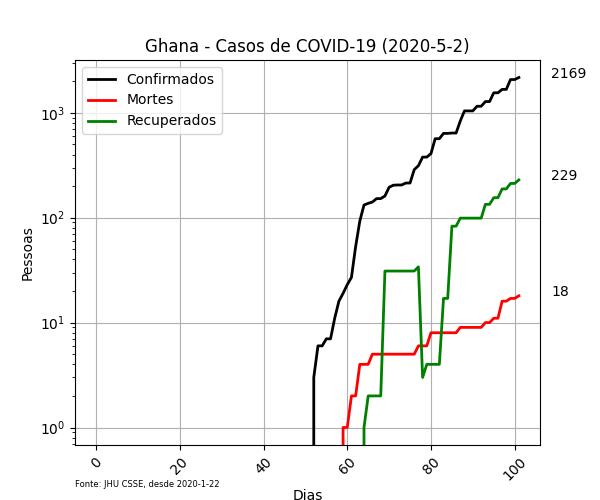 Ghana - Casos de COVID-19 (2020-5-2)
Confirmados
Mortes
Recuperados
2169
229
18
10³
10²
10¹
10⁰
Pessoas
0 20 40 60 80 100
Dias
Fonte: JHU CSSE, desde 2020-1-22